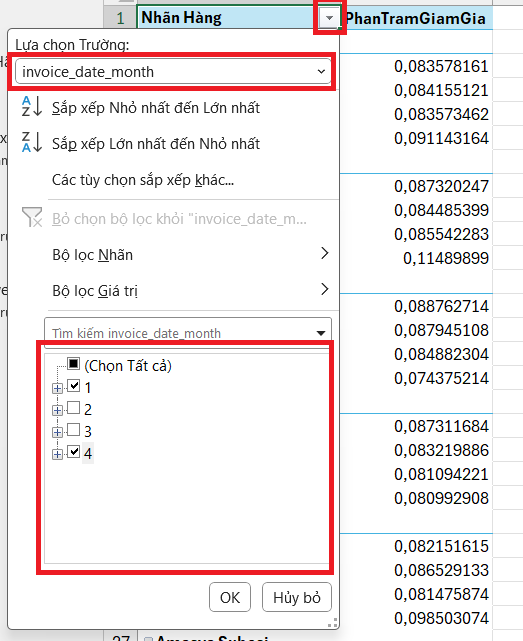 1 Nhãn Hàng PhanTramGiamGia
Lựa chọn Trường:
invoice_date_month
Sắp xếp Nhỏ nhất đến Lớn nhất
Sắp xếp Lớn nhất đến Nhỏ nhất
Các tùy chọn sắp xếp khác...
Bỏ chọn bộ lọc khỏi "invoice_date_m...
Bộ lọc Nhãn
Bộ lọc Giá trị
Tìm kiếm invoice_date_month
(Chọn Tất cả)
1
2
3
4
OK Hủy bỏ
0,083578161
0,084155121
0,083573462
0,091143164
0,087320247
0,084485399
0,085542283
0,11489899
0,088762714
0,087945108
0,084882304
0,074375214
0,087311684
0,083219886
0,081094221
0,080992908
0,082151615
0,086529133
0,081475874
0,098503074